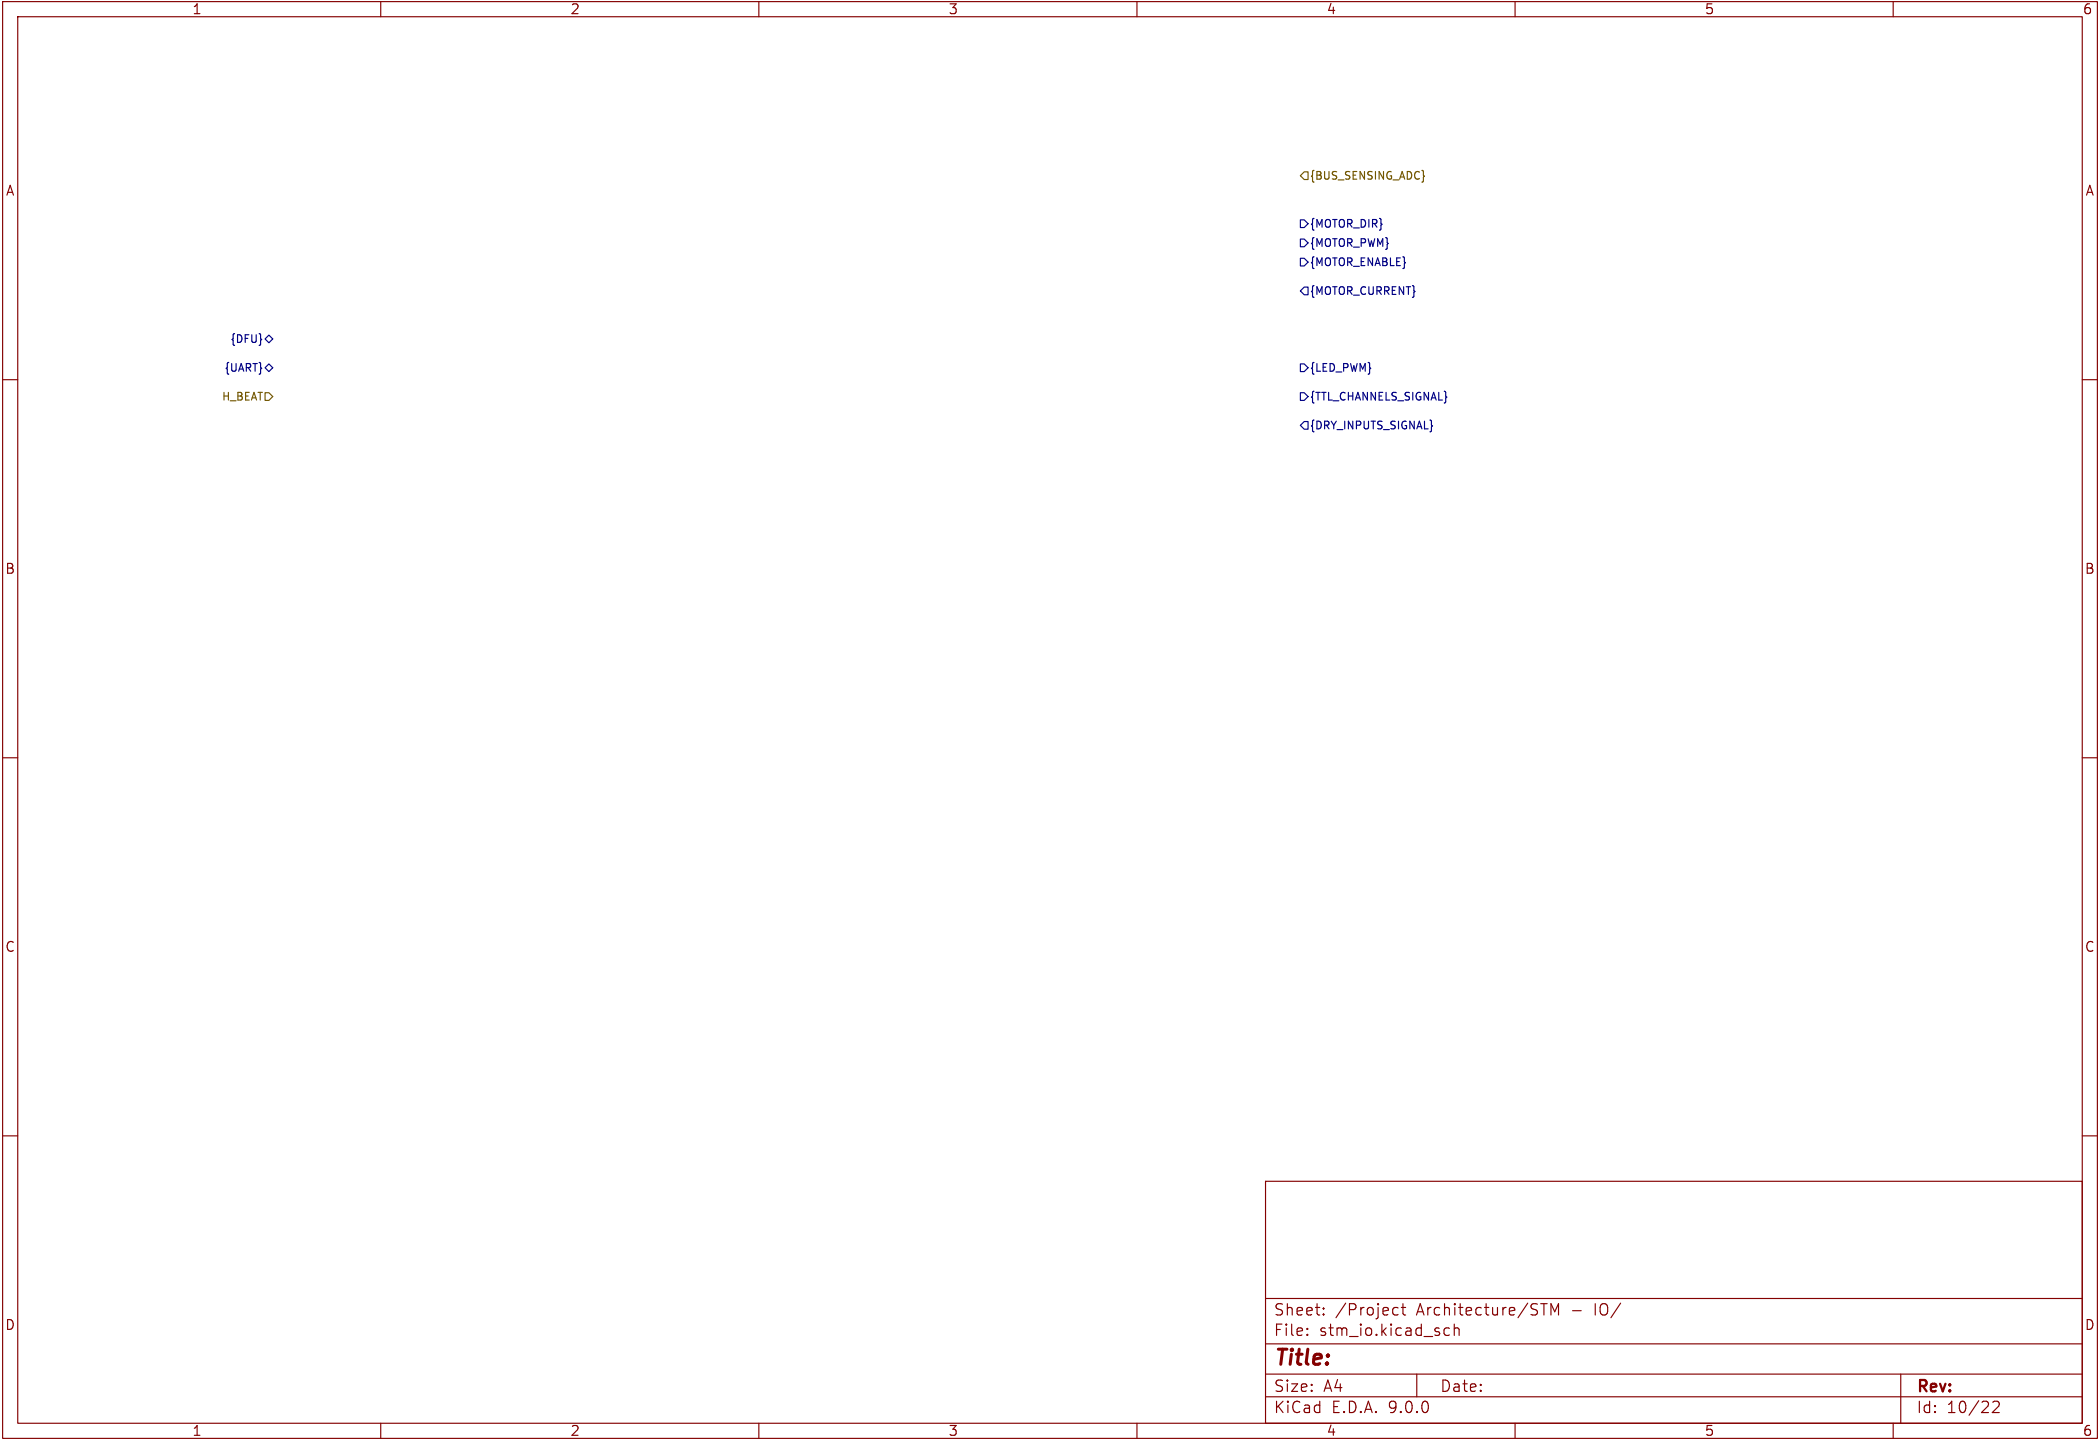 1 2 3 4 5 6
A A
{BUS_SENSING_ADC}
{MOTOR_DIR}
{MOTOR_PWM}
{MOTOR_ENABLE}
{MOTOR_CURRENT}
{DFU}
{UART} {LED_PWM}
H_BEAT {TTL_CHANNELS_SIGNAL}
{DRY_INPUTS_SIGNAL}
B B
C C
D D
Sheet: /Project Architecture/STM - IO/
File: stm_io.kicad_sch
Title:
Size: A4 Date: Rev:
KiCad E.D.A. 9.0.0 Id: 10/22
1 2 3 4 5 6